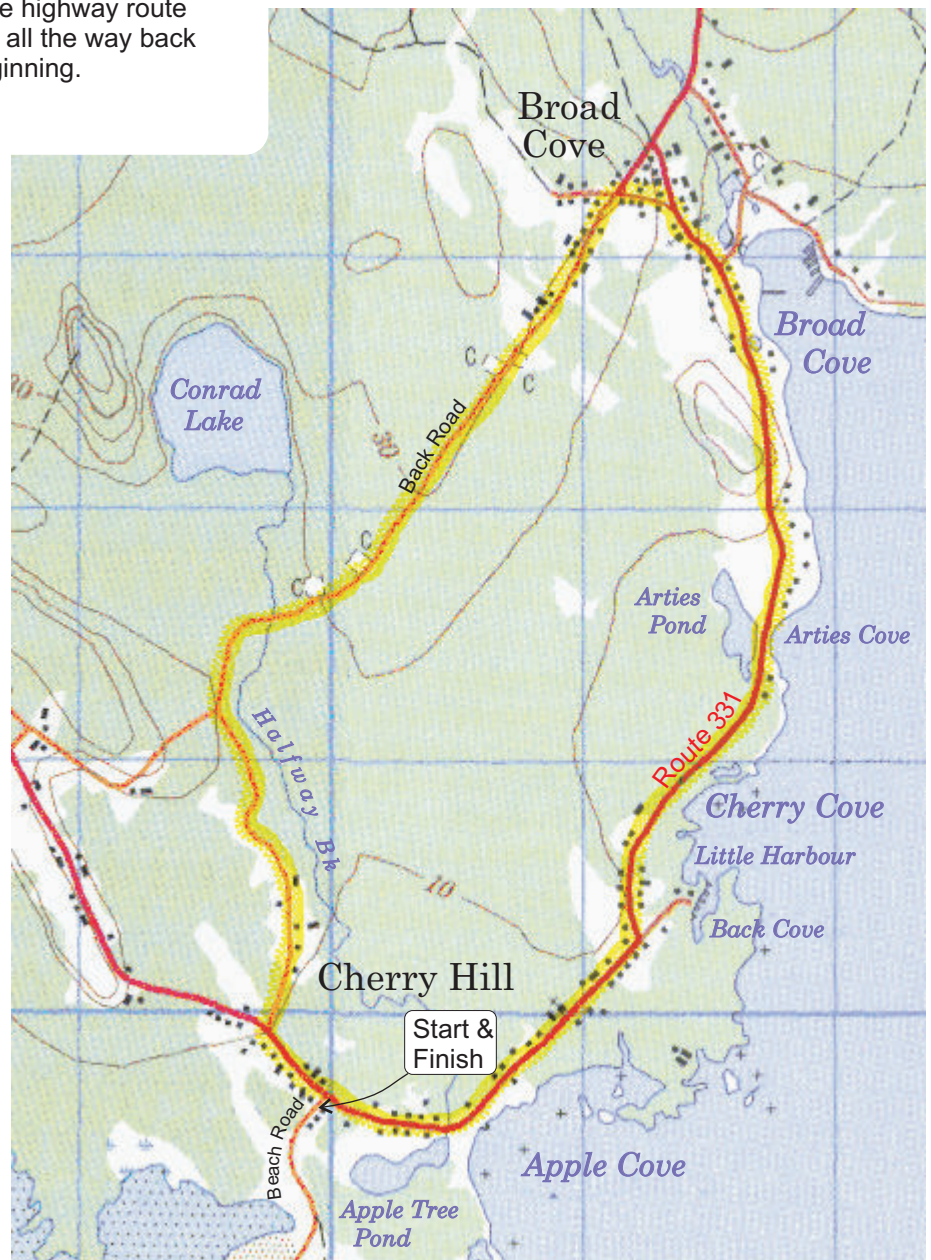 e highway route
all the way back
ginning.
Broad
Cove
C
Broad
Cove
Conrad
Lake
C
C
30
Back Road
C
C
Arties
Pond
Arties Cove
Halfway Bk
Route 331
Cherry Cove
Little Harbour
10
Back Cove
Cherry Hill
Start &
Finish
Beach Road
Apple Cove
Apple Tree
Pond